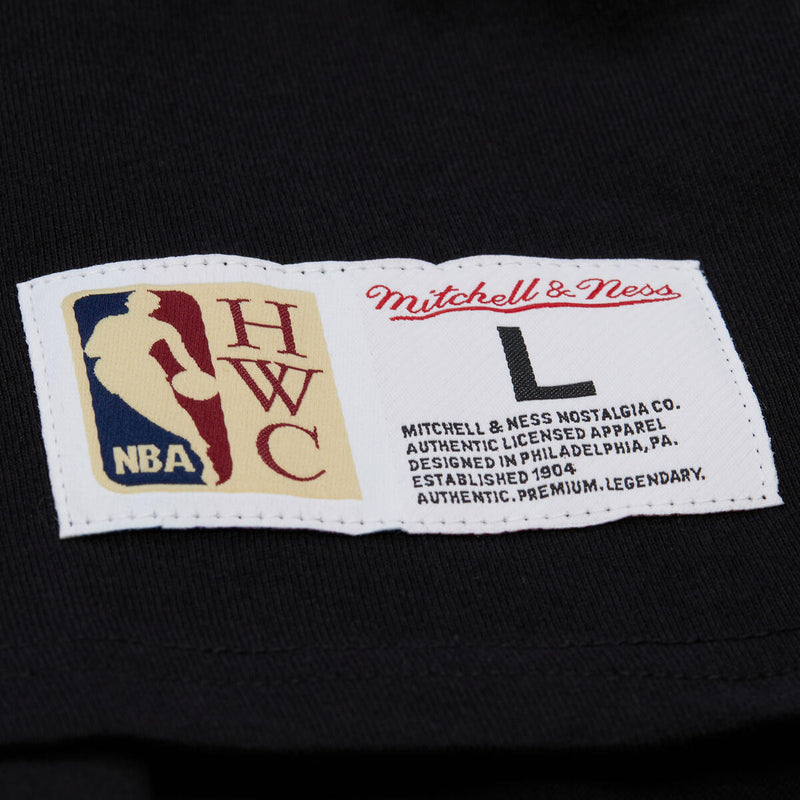 NBA
H
W
C
Mitchell & Ness
L
MITCHELL & NESS NOSTALGIA CO.
AUTHENTIC LICENSED APPAREL
DESIGNED IN PHILADELPHIA, PA.
ESTABLISHED 1904
AUTHENTIC.PREMIUM.LEGENDARY.